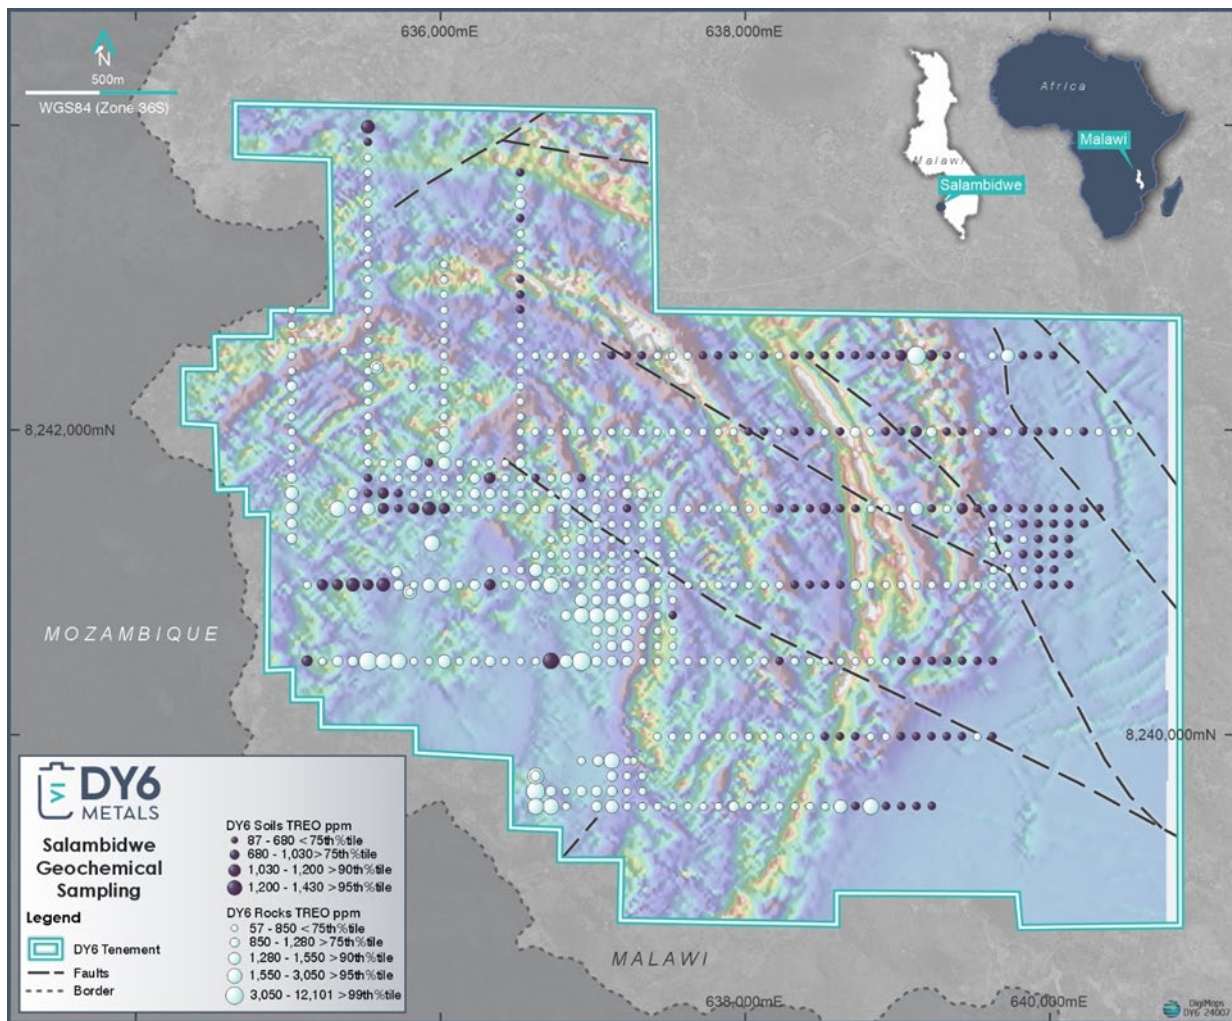 636,000mE
638,000mE
N
500m
WGS84 (Zone 36S)
Africa
Malawi
Malawi
Salambidwe
8,242,000mN
MOZAMBIQUE
8,240,000mN
DY6
METALS
Salambidwe
Geochemical
Sampling
Legend
DY6 Tenement
Faults
Border
DY6 Soils TREO ppm
87 - 680 <75th%tile
680 - 1,030>75th%tile
1,030 - 1,200 >90th%tile
1,200 - 1,430 >95th%tile
DY6 Rocks TREO ppm
57 - 850 <75th%tile
850 - 1,280 >75th%tile
1,280 - 1,550 >90th%tile
1,550 - 3,050 >95th%tile
3,050 - 12,101 >99th%tile
MALAWI
638,000mE
640,000mE
DigiMaps
DY6 24007